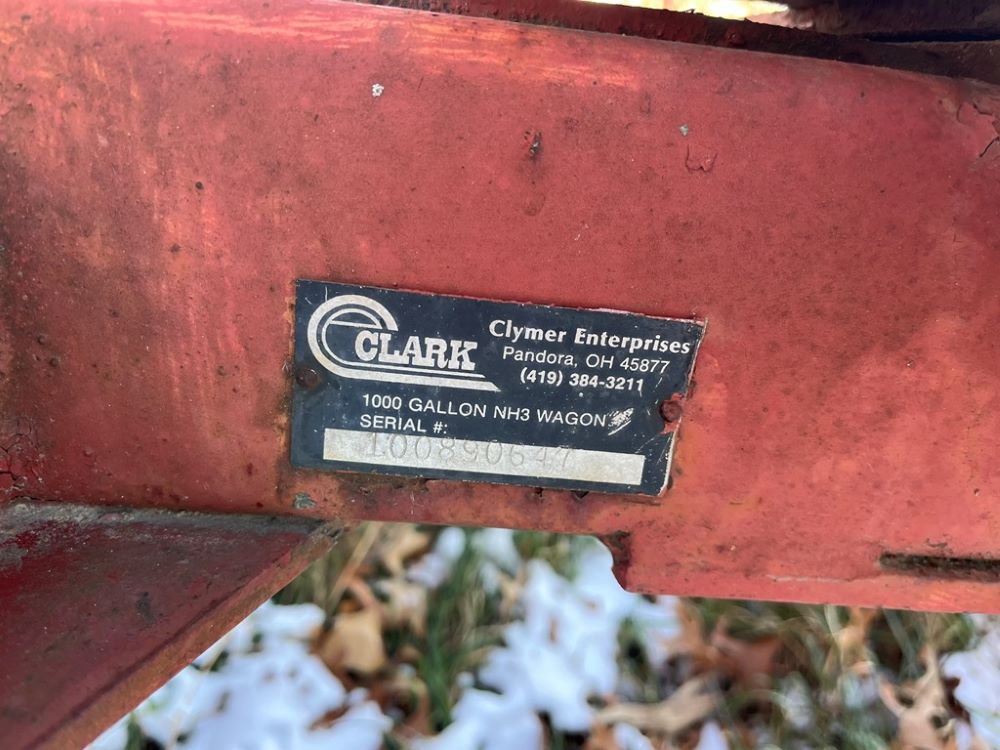 CLARK
Clymer Enterprises
Pandora, OH 45877
(419) 384-3211
1000 GALLON NH3 WAGON
SERIAL #:
100890647